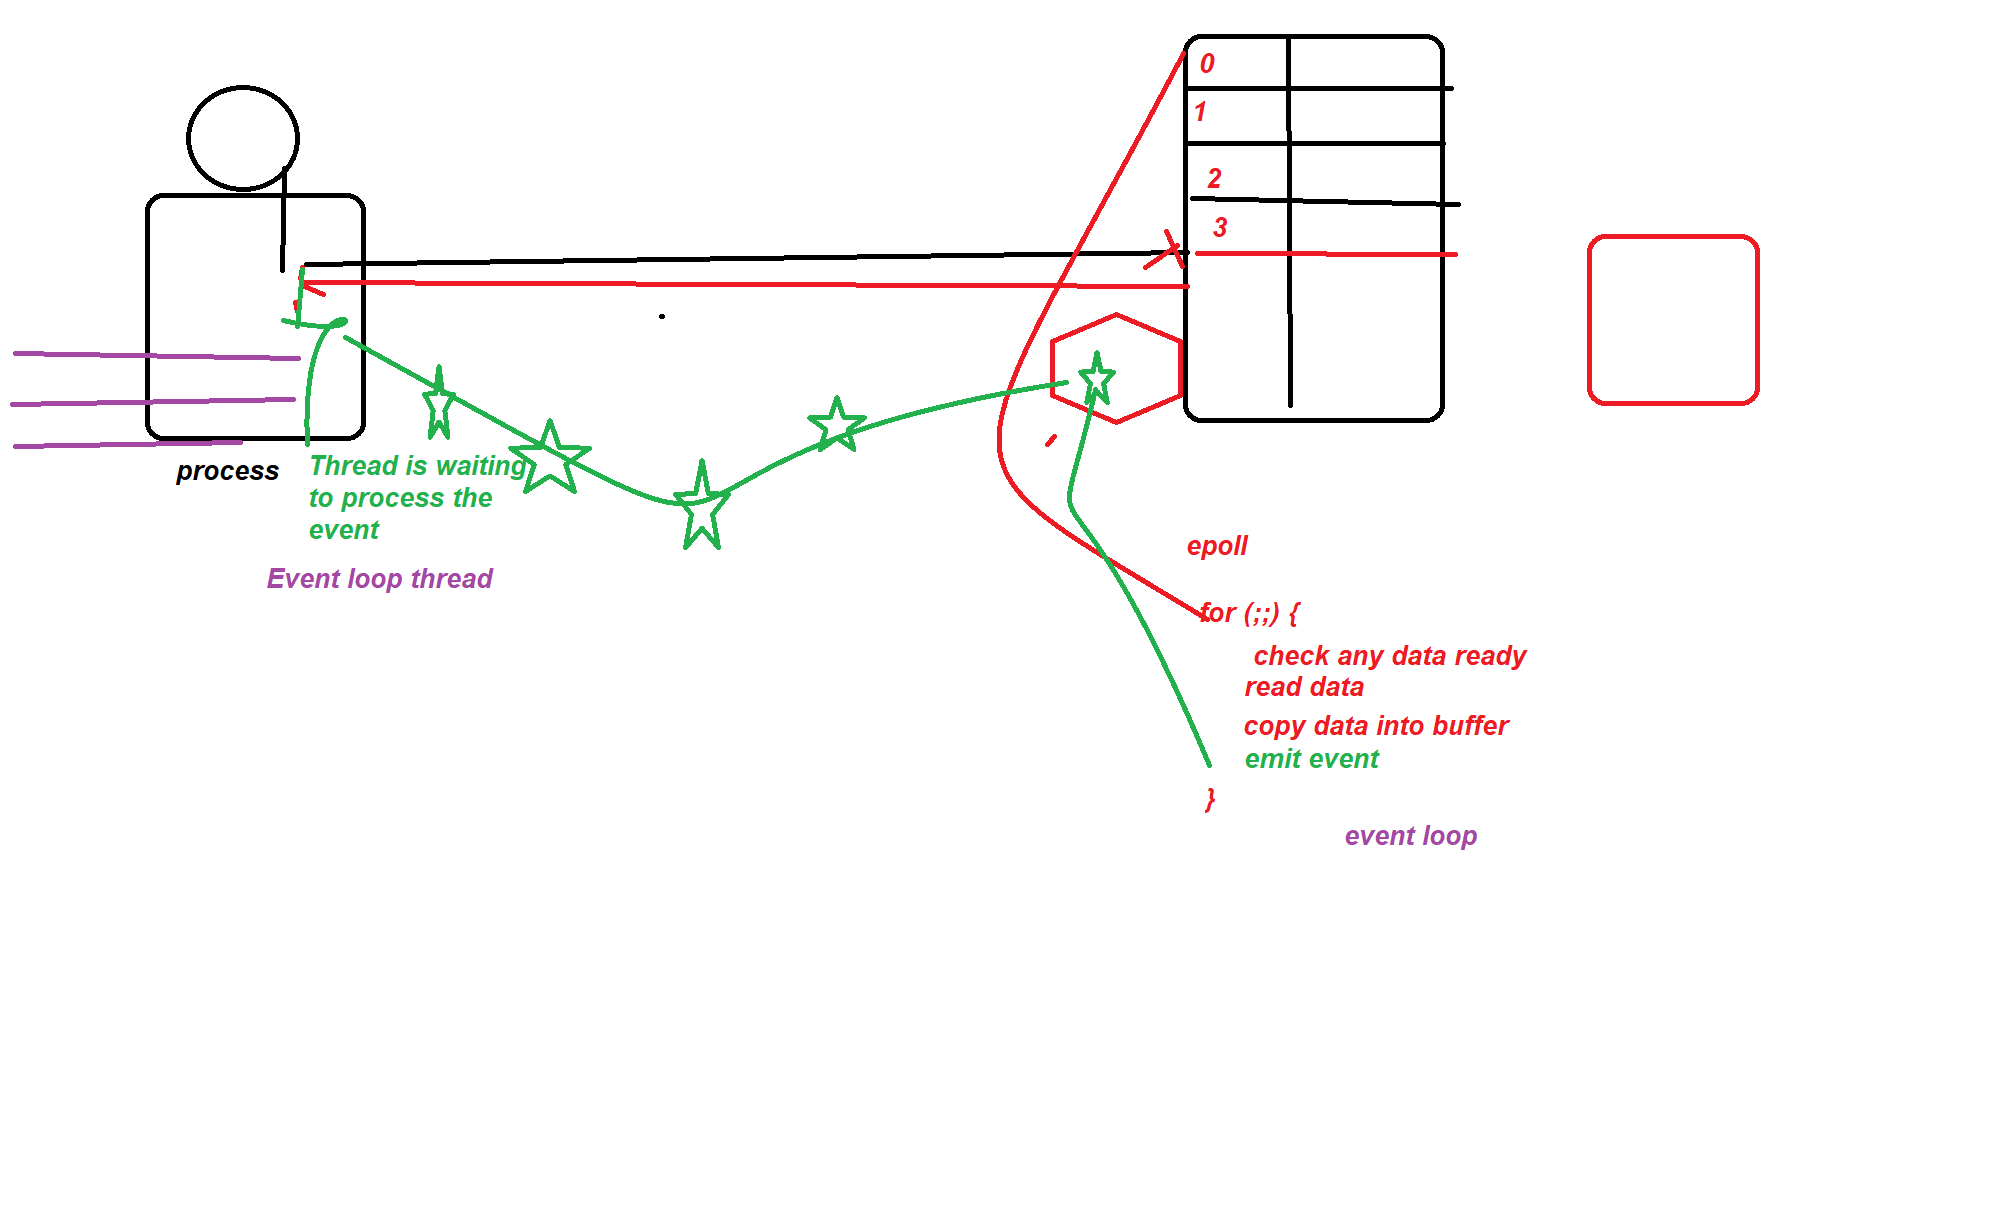 0
1
2
3
process
Thread is waiting
to process the
event
Event loop thread
epoll
for (;;) {
check any data ready
read data
copy data into buffer
emit event
}
event loop